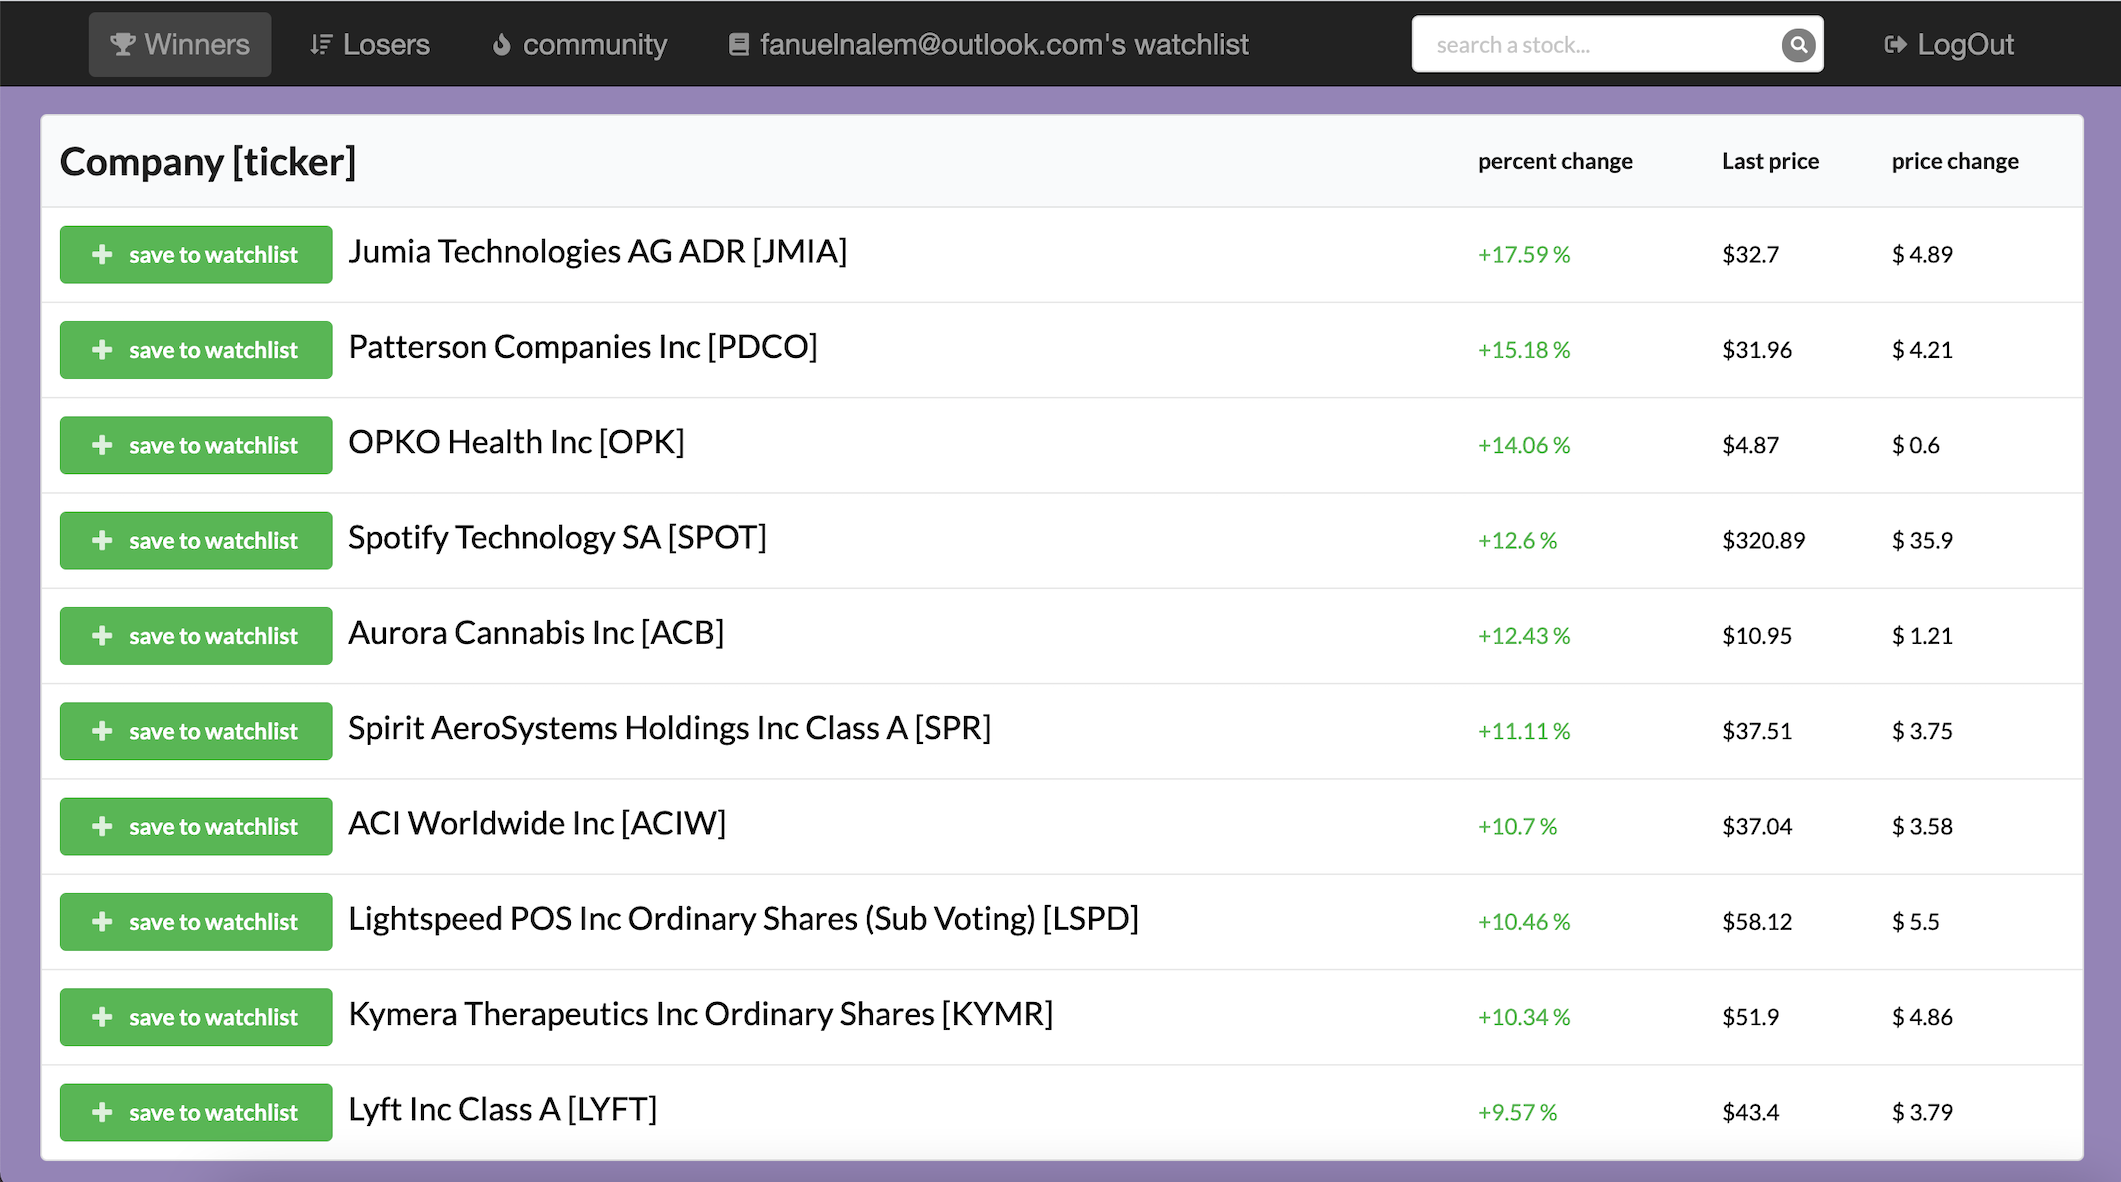 Winners Losers community fanuelnalem@outlook.com's watchlist search a stock... LogOut
Company [ticker] percent change Last price price change
save to watchlist Jumia Technologies AG ADR [JMIA] +17.59 % $32.7 $ 4.89
save to watchlist Patterson Companies Inc [PDCO] +15.18 % $31.96 $ 4.21
save to watchlist OPKO Health Inc [OPK] +14.06 % $4.87 $ 0.6
save to watchlist Spotify Technology SA [SPOT] +12.6 % $320.89 $ 35.9
save to watchlist Aurora Cannabis Inc [ACB] +12.43 % $10.95 $ 1.21
save to watchlist Spirit AeroSystems Holdings Inc Class A [SPR] +11.11 % $37.51 $ 3.75
save to watchlist ACI Worldwide Inc [ACIW] +10.7 % $37.04 $ 3.58
save to watchlist Lightspeed POS Inc Ordinary Shares (Sub Voting) [LSPD] +10.46 % $58.12 $ 5.5
save to watchlist Kymera Therapeutics Inc Ordinary Shares [KYMR] +10.34 % $51.9 $ 4.86
save to watchlist Lyft Inc Class A [LYFT] +9.57 % $43.4 $ 3.79